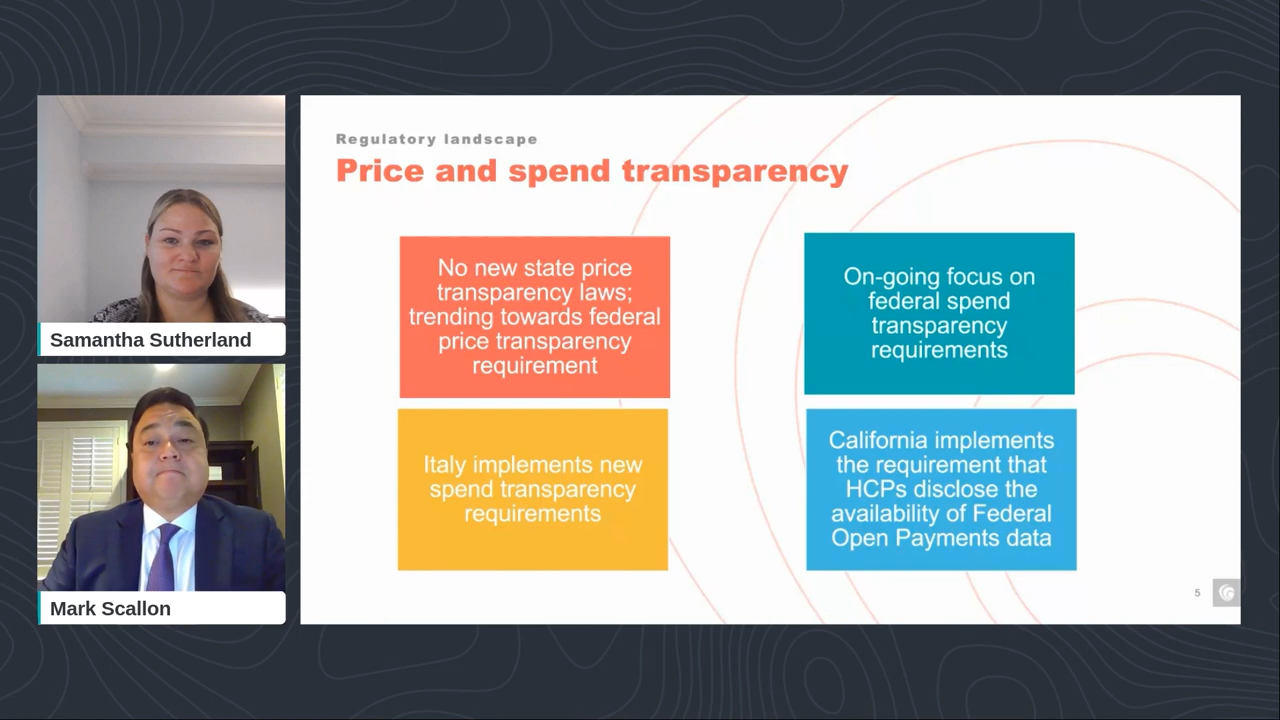 Samantha Sutherland
Mark Scallon
Regulatory landscape
Price and spend transparency
No new state price
transparency laws;
trending towards federal
price transparency
requirement
On-going focus on
federal spend
transparency
requirements
Italy implements new
spend transparency
requirements
California implements
the requirement that
HCPs disclose the
availability of Federal
Open Payments data
5